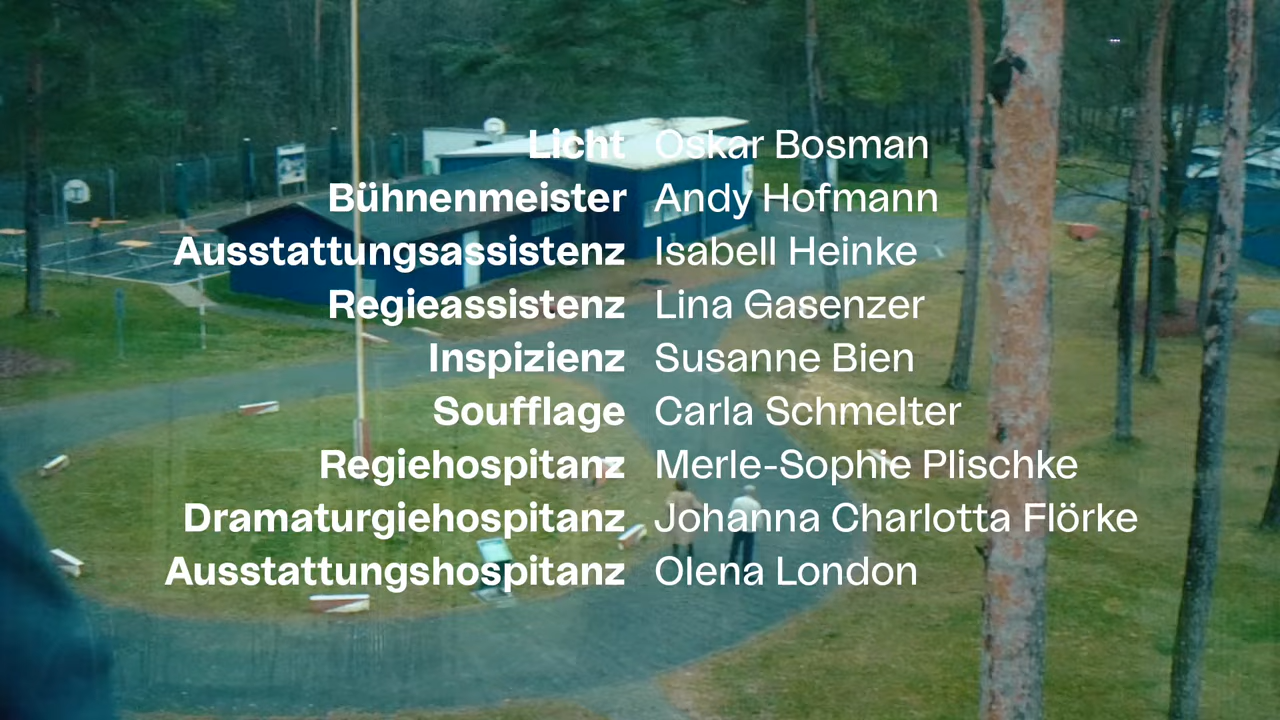 Licht Oskar Bosman
Bühnenmeister Andy Hofmann
Ausstattungsassistenz Isabell Heinke
Regieassistenz Lina Gasenzer
Inspizienz Susanne Bien
Soufflage Carla Schmelter
Regiehospitanz Merle-Sophie Plischke
Dramaturgiehospitanz Johanna Charlotta Flörke
Ausstattungshospitanz Olena London